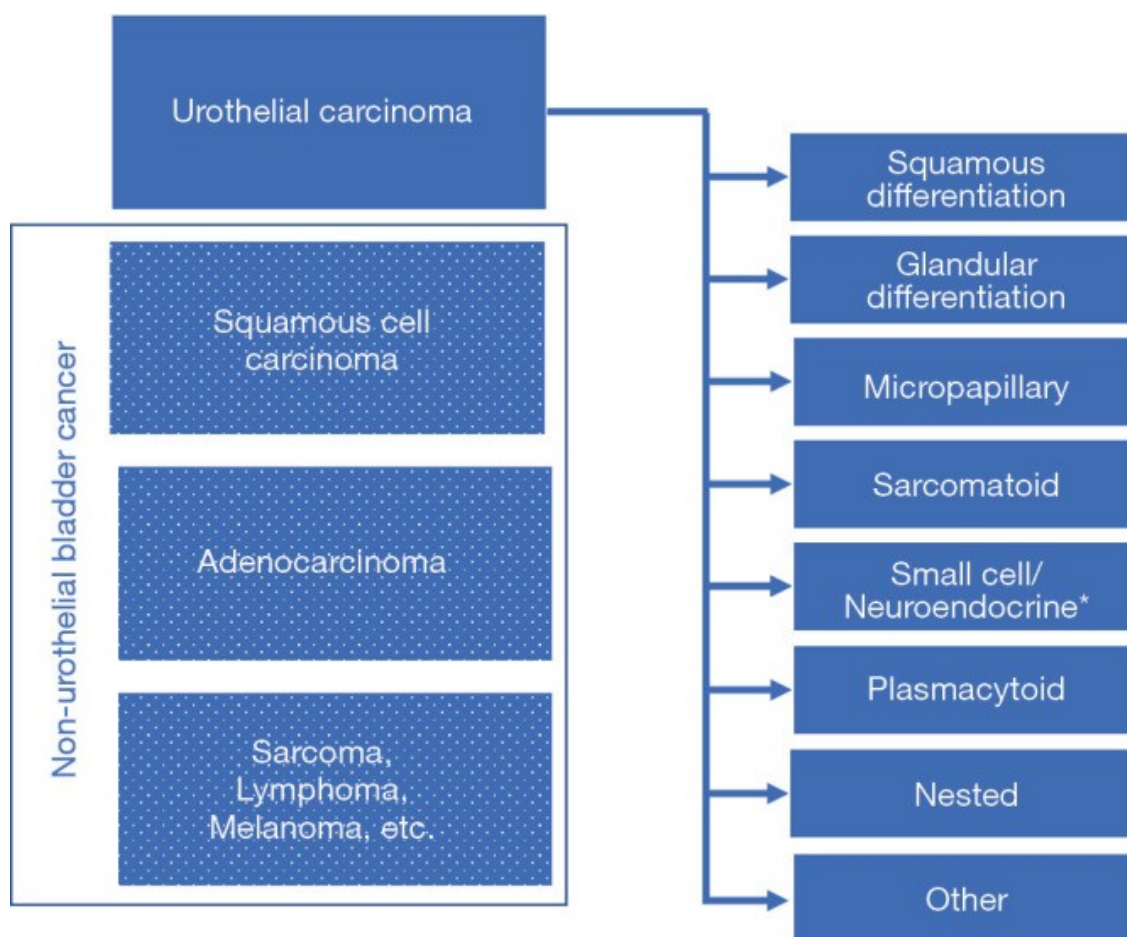 Urothelial carcinoma
Non-urothelial bladder cancer
Squamous cell
carcinoma
Adenocarcinoma
Sarcoma,
Lymphoma,
Melanoma, etc.
Squamous
differentiation
Glandular
differentiation
Micropapillary
Sarcomatoid
Small cell/
Neuroendocrine*
Plasmacytoid
Nested
Other